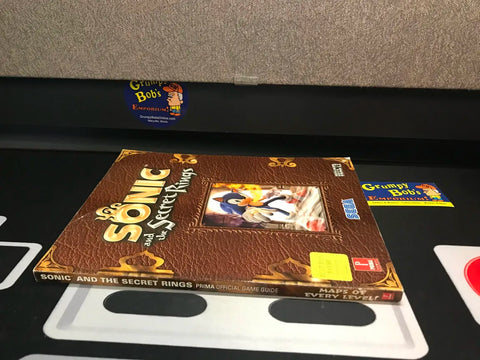 Grumpy
Bob's
EMPORIUM!
SONIC
and the
Secret Rings
SEGA
Grumpy
Bob's
EMPORIUM!
P
SONIC AND THE SECRET RINGS PRIMA OFFICIAL GAME GUIDE
MAPS OF
EVERY LEVEL!